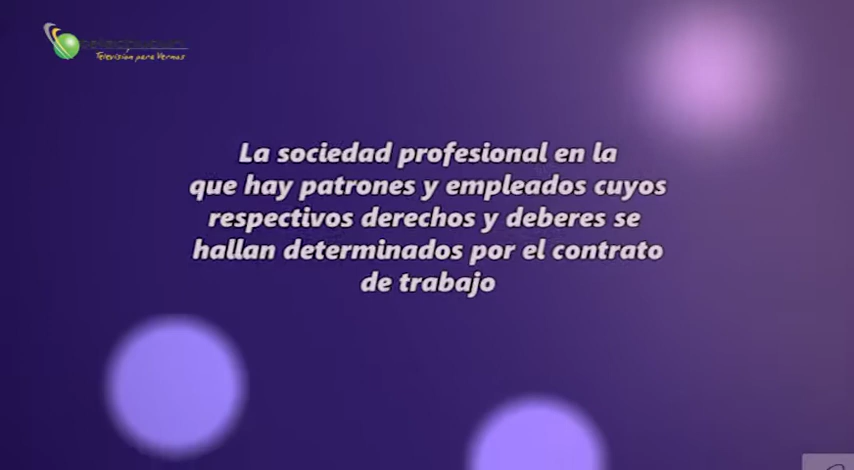 Televisión para Vernos
La sociedad profesional en la
que hay patrones y empleados cuyos
respectivos derechos y deberes se
hallan determinados por el contrato
de trabajo